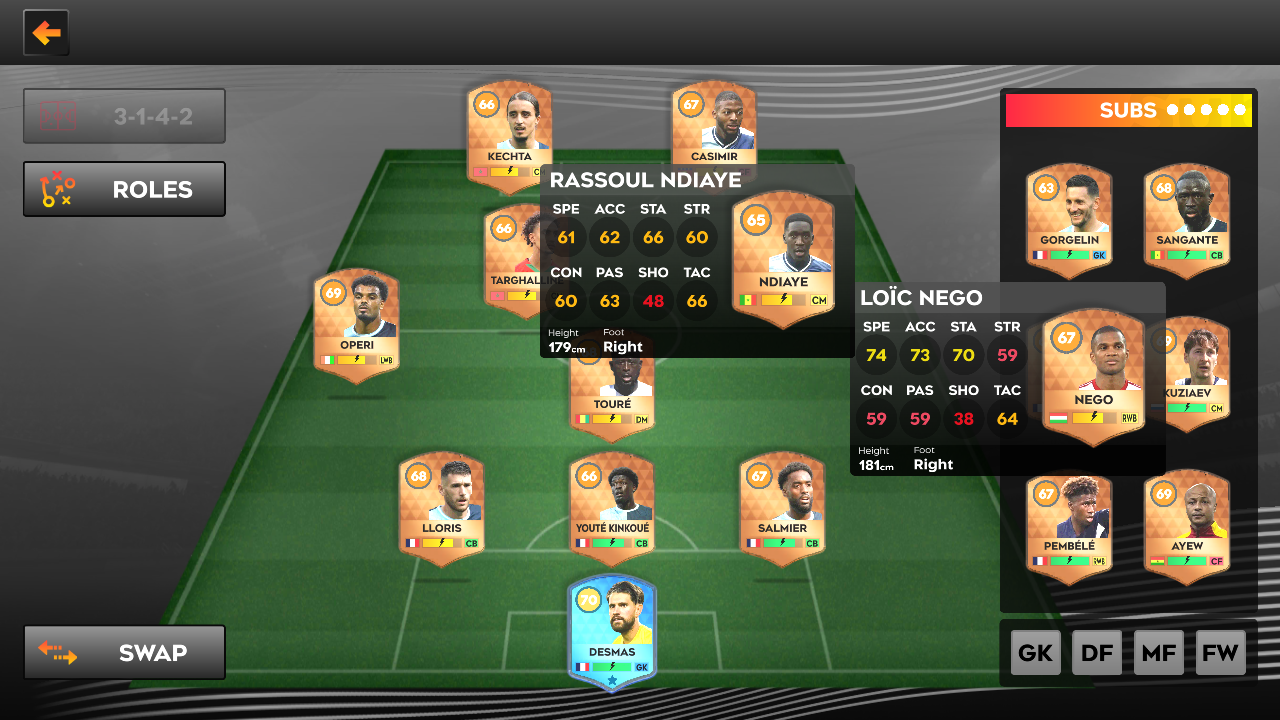 3-1-4-2
ROLES
SWAP
66
KECHTA
67
CASIMIR
66
TARGHALLINE
69
OPERI
LWB
TOURÉ
DM
68
LLORIS
CB
66
YOUTÉ KINKOUÉ
CB
67
SALMIER
CB
70
DESMAS
GK
RASSOUL NDIAYE
SPE ACC STA STR
61 62 66 60
CON PAS SHO TAC
60 63 48 66
Height Foot
179cm Right
65
NDIAYE
CM
LOÏC NEGO
SPE ACC STA STR
74 73 70 59
CON PAS SHO TAC
59 59 38 64
Height Foot
181cm Right
67
NEGO
RWB
SUBS
63
GORGELIN
GK
68
SANGANTE
CB
KUZIAEV
CM
67
PEMBÉLÉ
RWB
69
AYEW
CF
GK DF MF FW